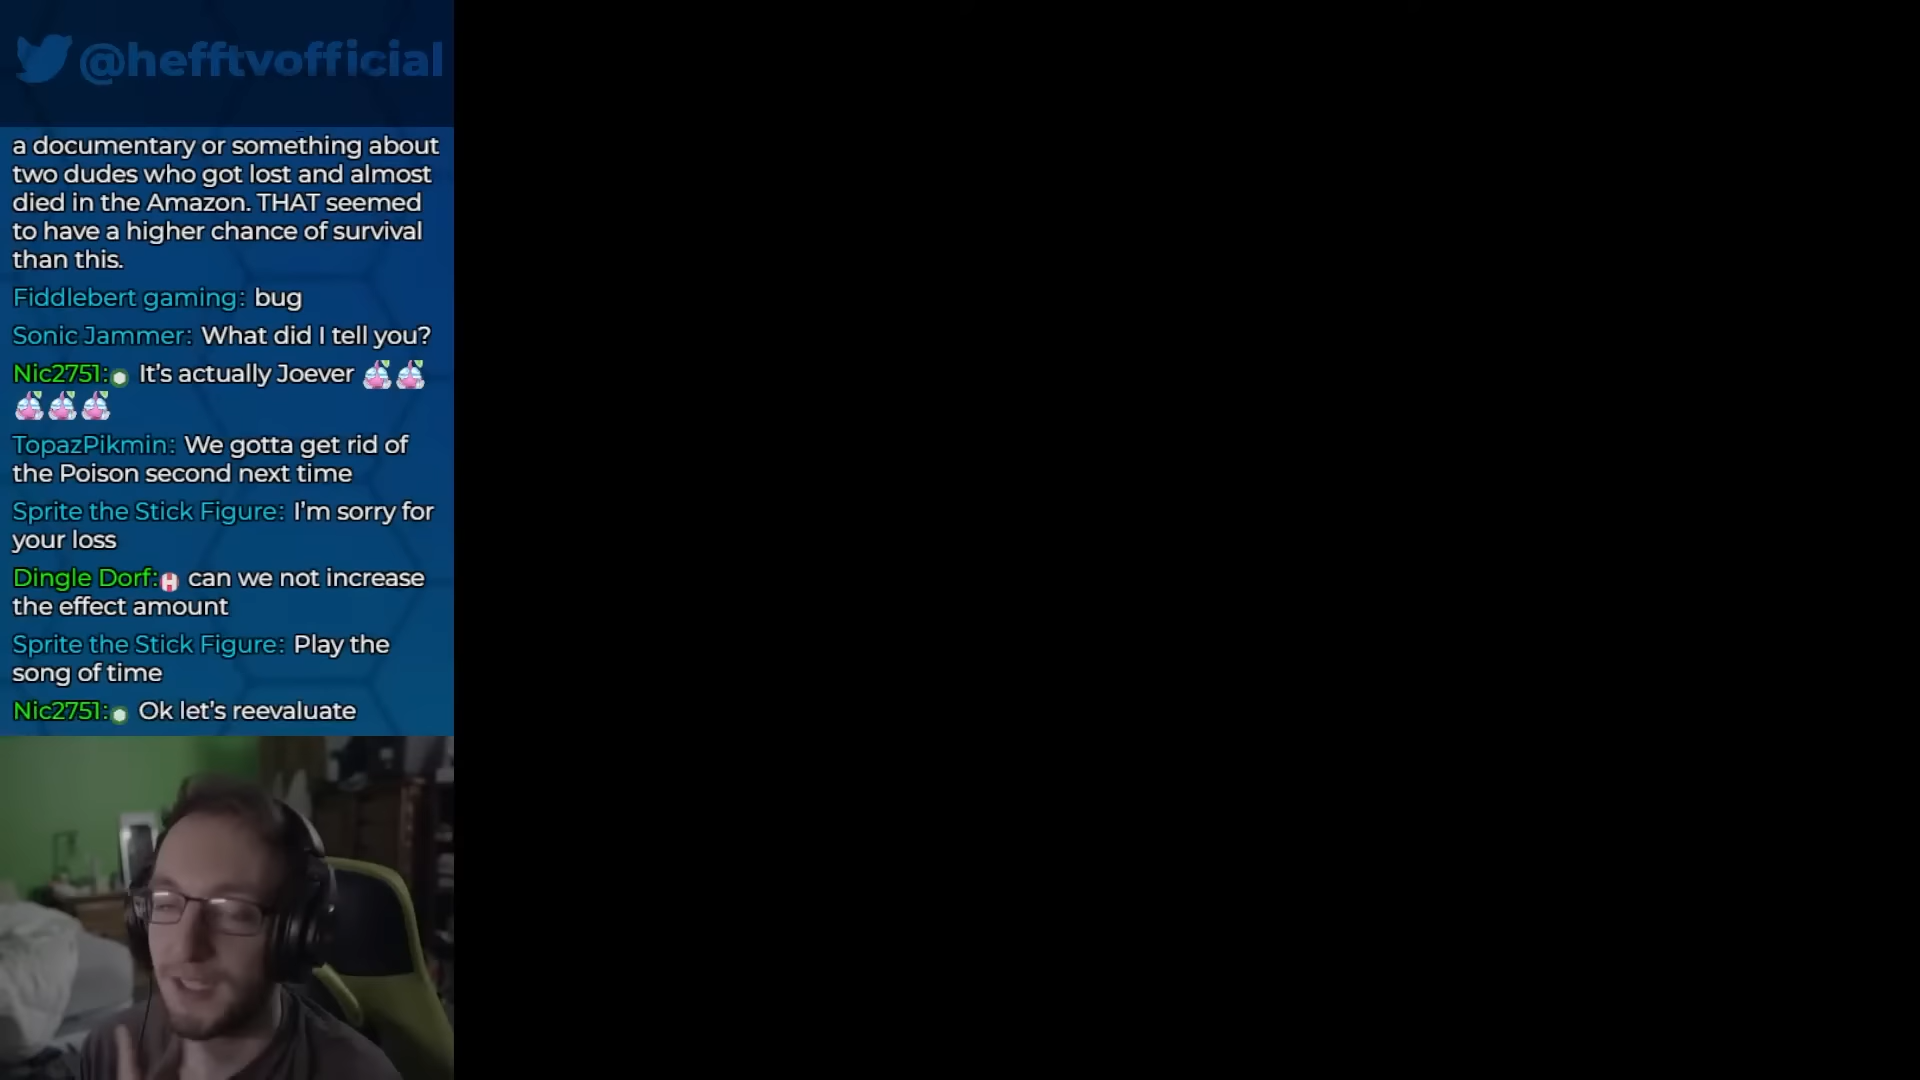 @hefftvofficial
a documentary or something about
two dudes who got lost and almost
died in the Amazon. THAT seemed
to have a higher chance of survival
than this.
Fiddlebert gaming: bug
Sonic Jammer: What did I tell you?
Nic2751: It's actually Joever
TopazPikmin: We gotta get rid of
the Poison second next time
Sprite the Stick Figure: I'm sorry for
your loss
Dingle Dorf: H can we not increase
the effect amount
Sprite the Stick Figure: Play the
song of time
Nic2751: Ok let's reevaluate